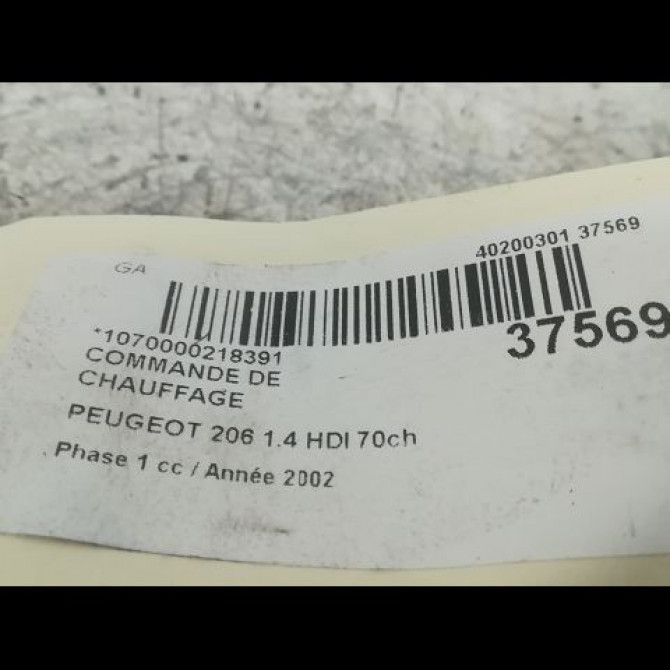 GA
40200301 37569
37569
*1070000218391
COMMANDE DE
CHAUFFAGE
PEUGEOT 206 1.4 HDI 70ch
Phase 1 cc / Année 2002